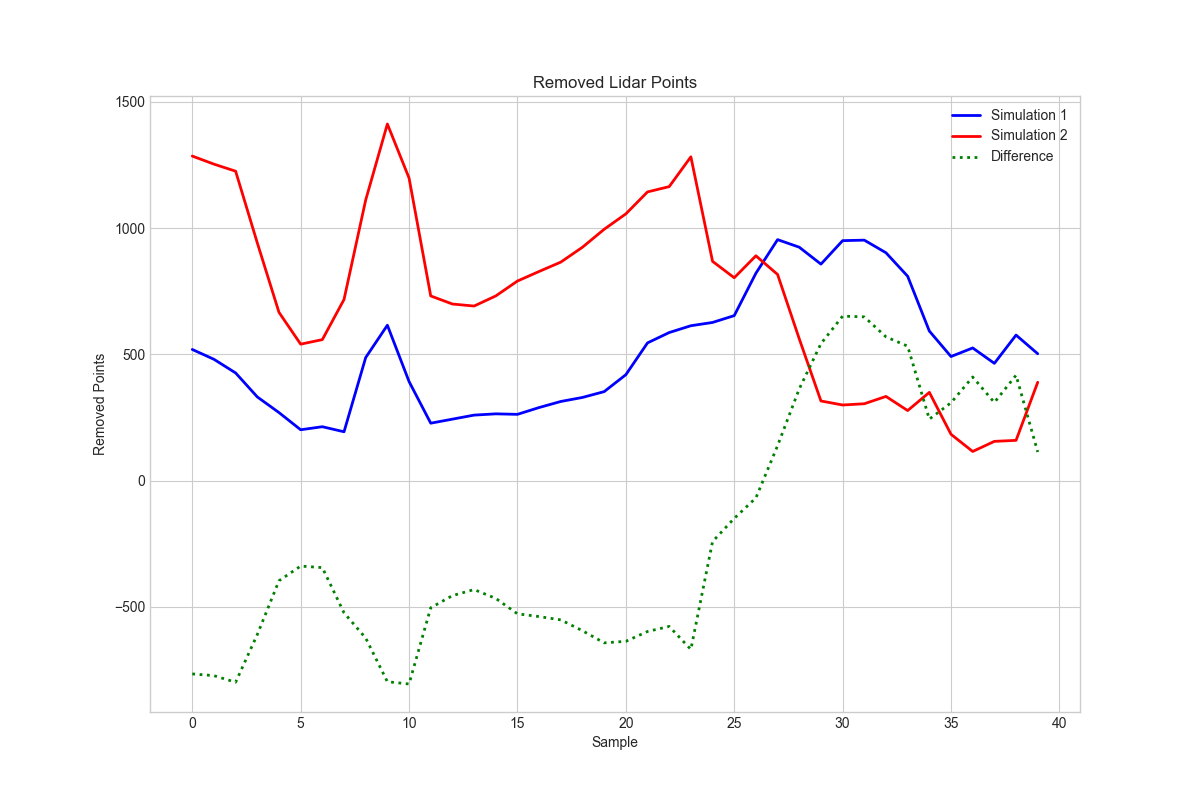 Removed Lidar Points
Simulation 1
Simulation 2
Difference
Removed Points
1500
1000
500
0
−500
0 5 10 15 20 25 30 35 40
Sample